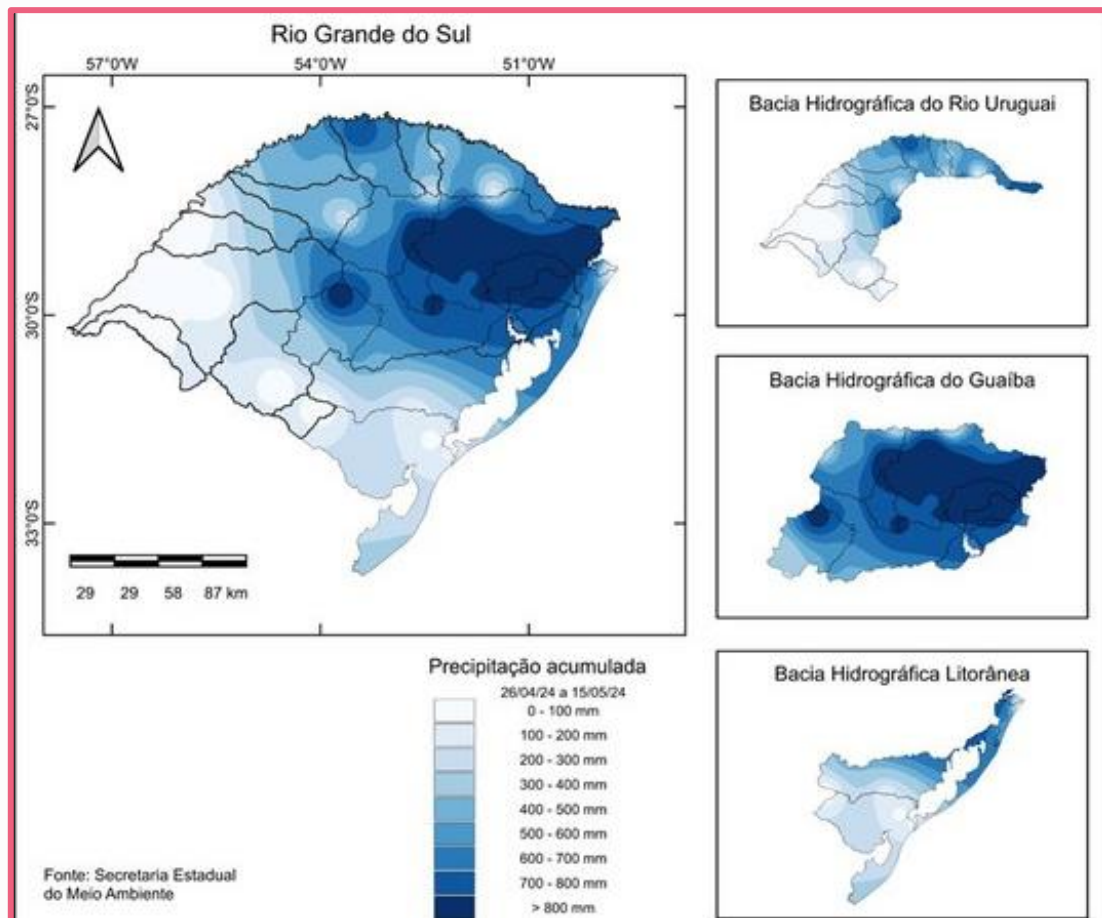 Rio Grande do Sul
57°0'W 54°0'W 51°0'W
27°0'S
30°0'S
33°0'S
29 29 58 87 km
Bacia Hidrográfica do Rio Uruguai
Bacia Hidrográfica do Guaíba
Bacia Hidrográfica Litorânea
Precipitação acumulada
26/04/24 a 15/05/24
0 - 100 mm
100 - 200 mm
200 - 300 mm
300 - 400 mm
400 - 500 mm
500 - 600 mm
600 - 700 mm
700 - 800 mm
> 800 mm
Fonte: Secretaria Estadual
do Meio Ambiente